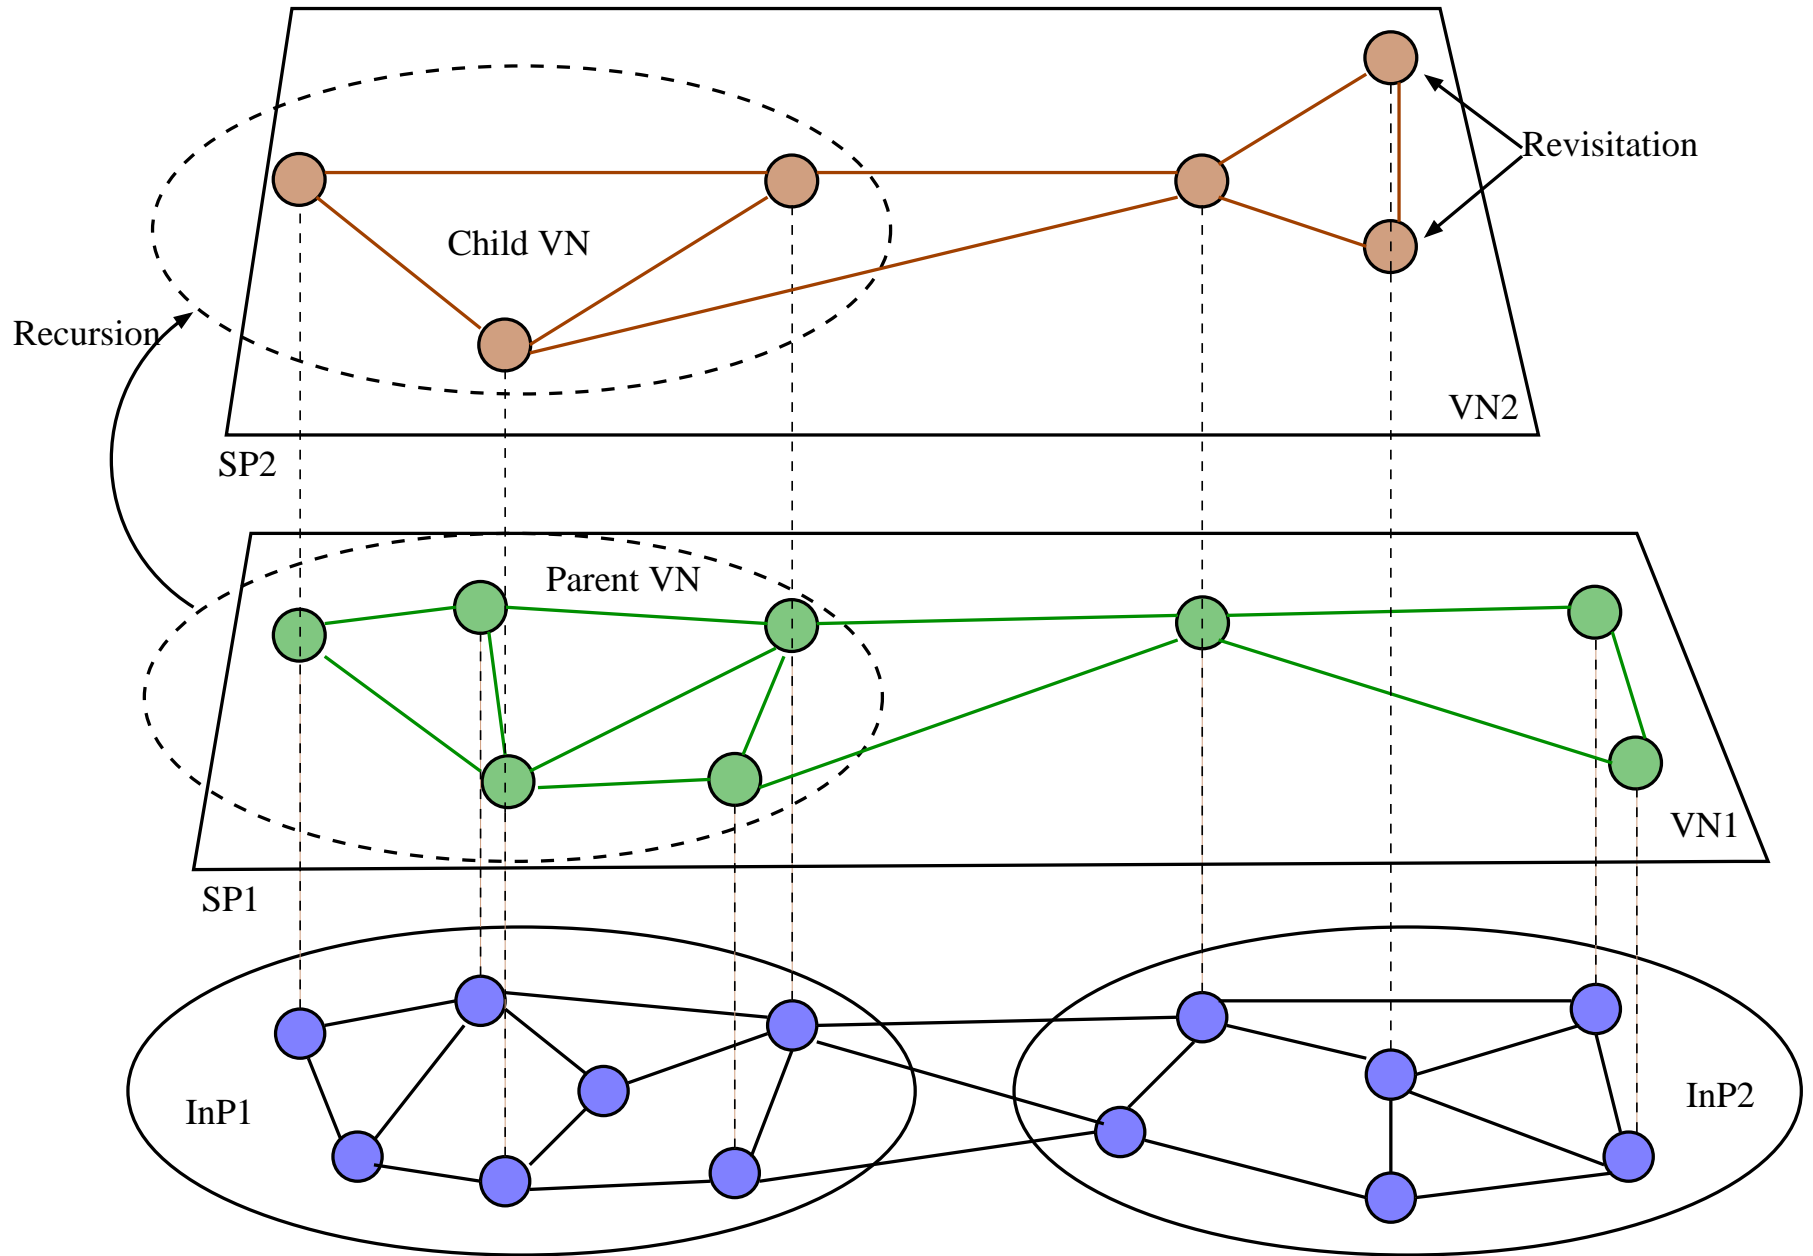 Revisitation
Child VN
Recursion
VN2
SP2
Parent VN
VN1
SP1
InP1
InP2